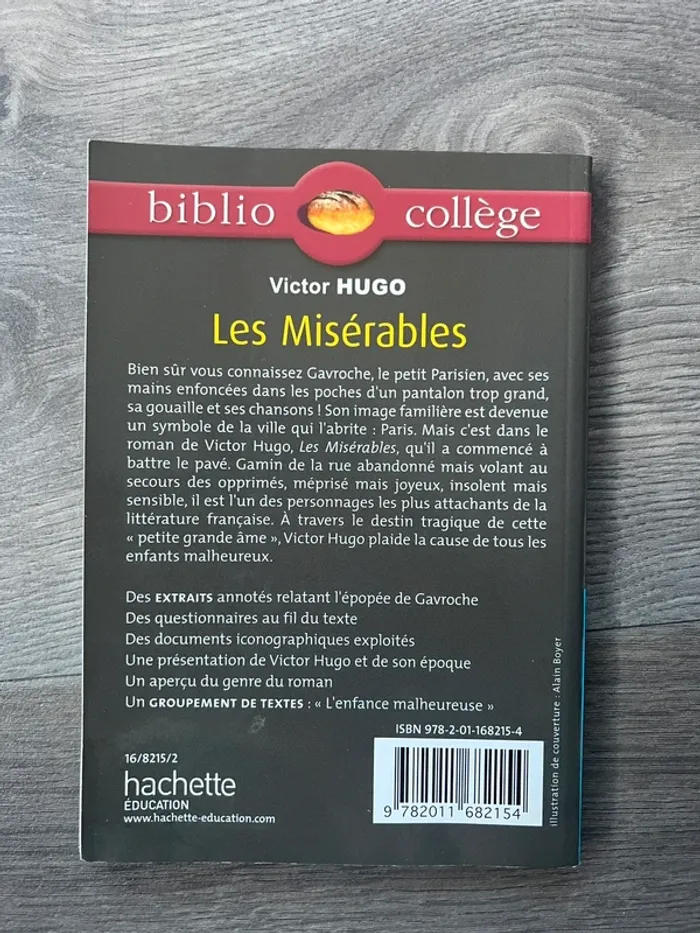 biblio collège
Victor HUGO
Les Misérables
Bien sûr vous connaissez Gavroche, le petit Parisien, avec ses
mains enfoncées dans les poches d'un pantalon trop grand,
sa gouaille et ses chansons ! Son image familière est devenue
un symbole de la ville qui l'abrite : Paris. Mais c'est dans le
roman de Victor Hugo, Les Misérables, qu'il a commencé à
battre le pavé. Gamin de la rue abandonné mais volant au
secours des opprimés, méprisé mais joyeux, insolent mais
sensible, il est l'un des personnages les plus attachants de la
littérature française. À travers le destin tragique de cette
« petite grande âme », Victor Hugo plaide la cause de tous les
enfants malheureux.
Des EXTRAITS annotés relatant l'épopée de Gavroche
Des questionnaires au fil du texte
Des documents iconographiques exploités
Une présentation de Victor Hugo et de son époque
Un aperçu du genre du roman
Un GROUPEMENT DE TEXTES : « L'enfance malheureuse »
ISBN 978-2-01-168215-4
16/8215/2
hachette
ÉDUCATION
www.hachette-education.com
9 782011 682154
illustration de couverture : Alain Boyer